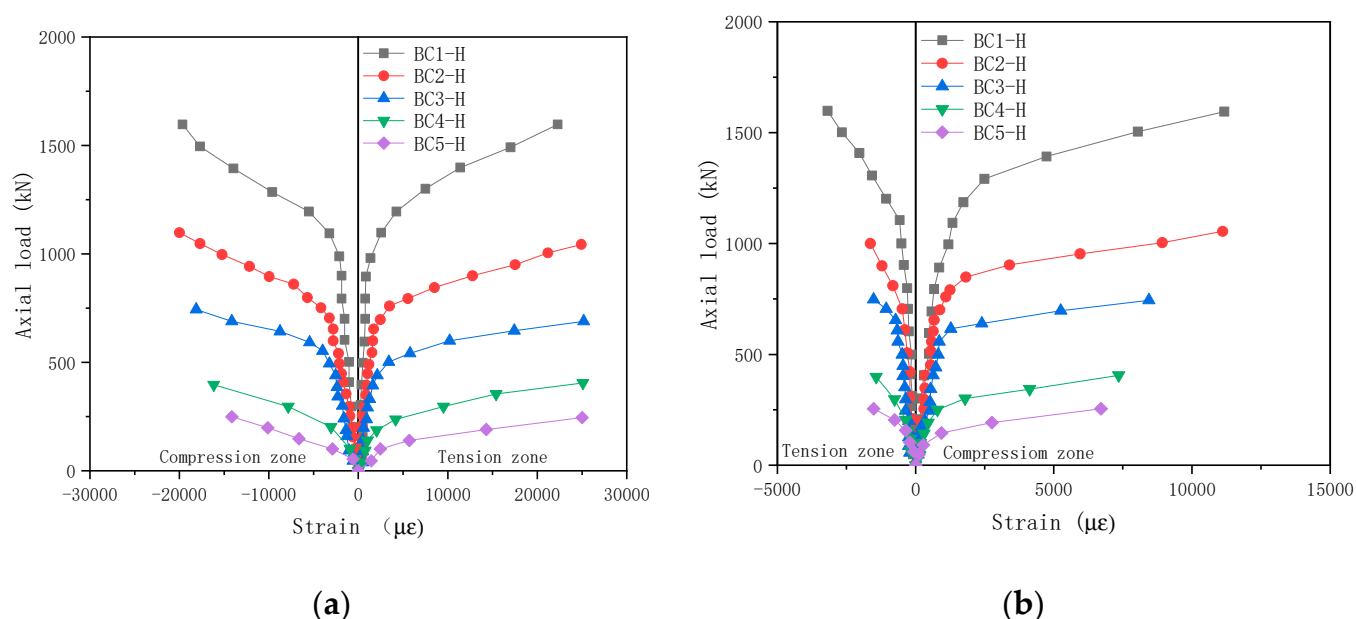 2000
1500
1000
500
0
Axial load (kN)
BC1-H
BC2-H
BC3-H
BC4-H
BC5-H
Compression zone
Tension zone
-30000 -20000 -10000 0 10000 20000 30000
Strain (με)
(a)
2000
1500
1000
500
0
Axial load (kN)
BC1-H
BC2-H
BC3-H
BC4-H
BC5-H
Tension zone
Compressiom zone
-5000 0 5000 10000 15000
Strain (με)
(b)